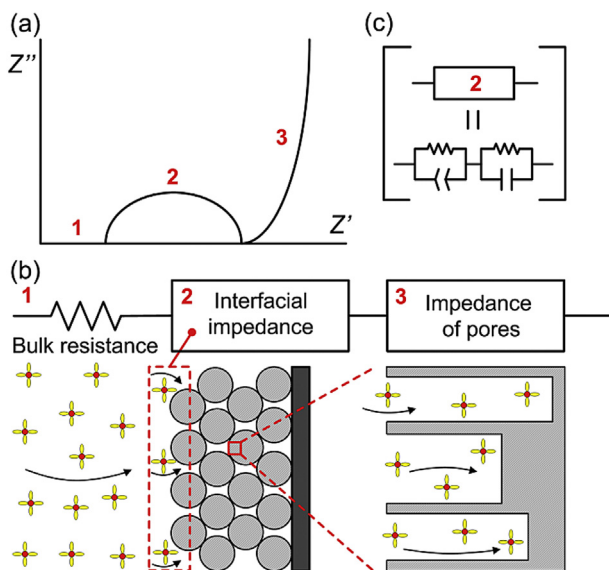 (a)
Z''
1
2
3
Z'
(c)
2
(b)
1
Bulk resistance
2
Interfacial
impedance
3
Impedance
of pores